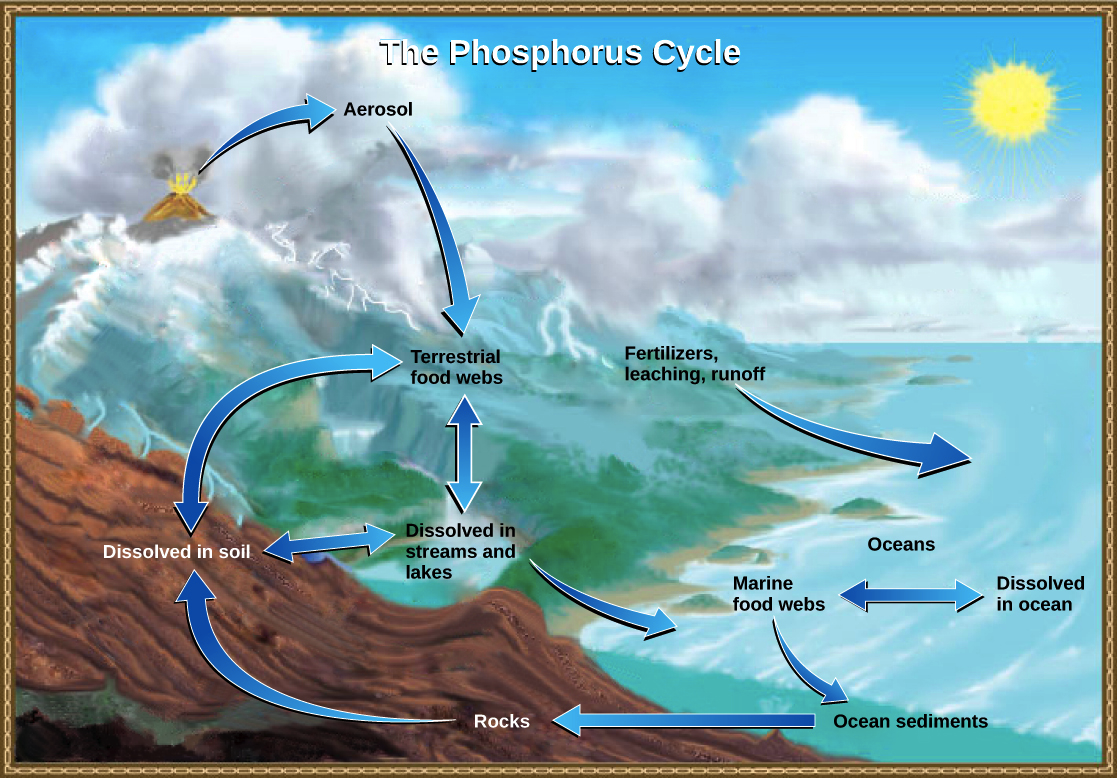 The Phosphorus Cycle
Aerosol
Terrestrial
food webs
Fertilizers,
leaching, runoff
Dissolved in soil
Dissolved in
streams and
lakes
Oceans
Marine
food webs
Dissolved
in ocean
Rocks
Ocean sediments